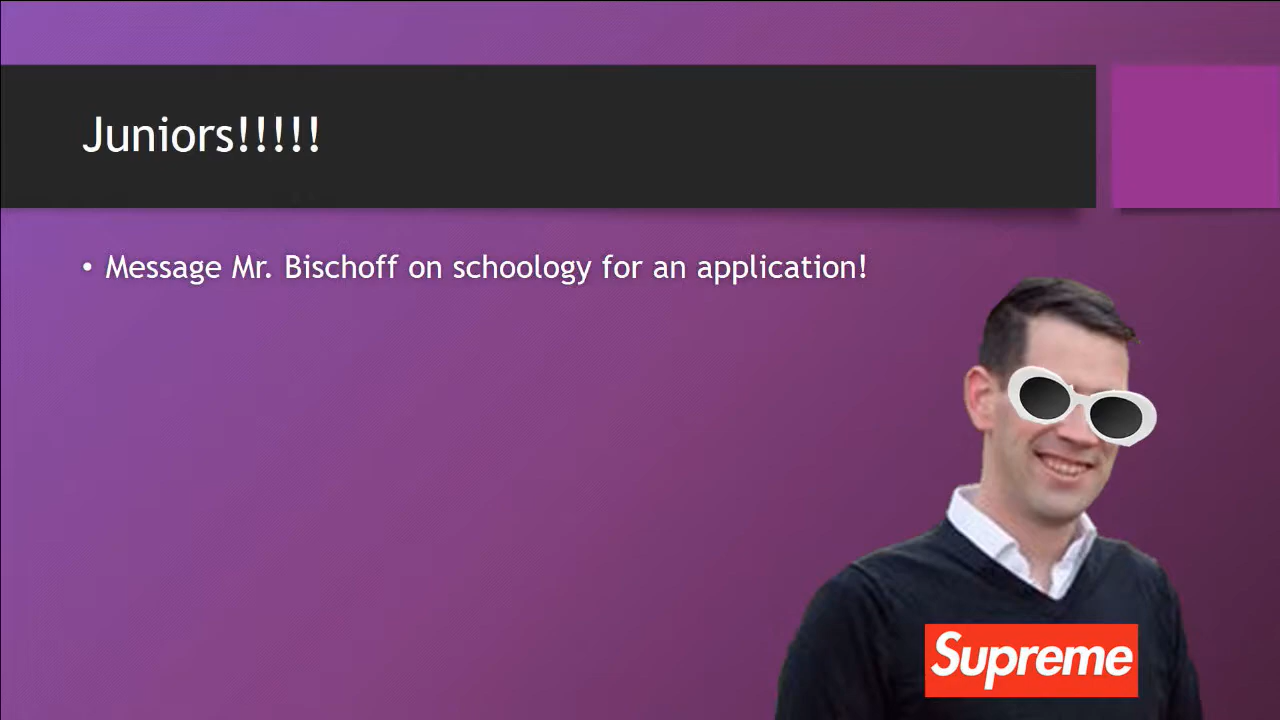 Juniors!!!!!
• Message Mr. Bischoff on schoology for an application!
Supreme